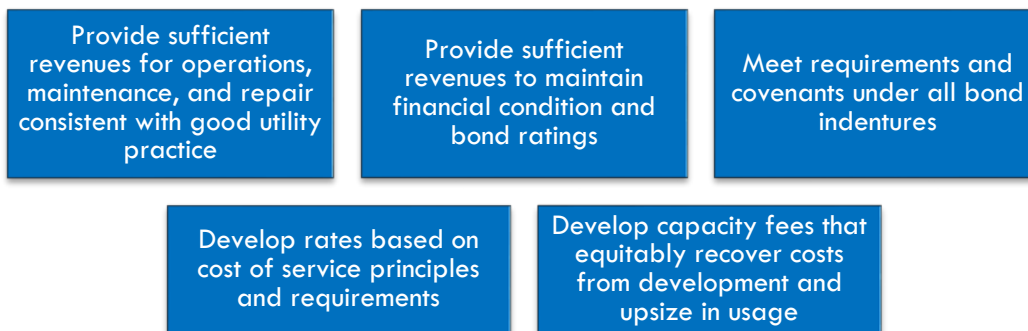 Provide sufficient
revenues for operations,
maintenance, and repair
consistent with good utility
practice
Provide sufficient
revenues to maintain
financial condition and
bond ratings
Meet requirements and
covenants under all bond
indentures
Develop rates based on
cost of service principles
and requirements
Develop capacity fees that
equitably recover costs
from development and
upsize in usage